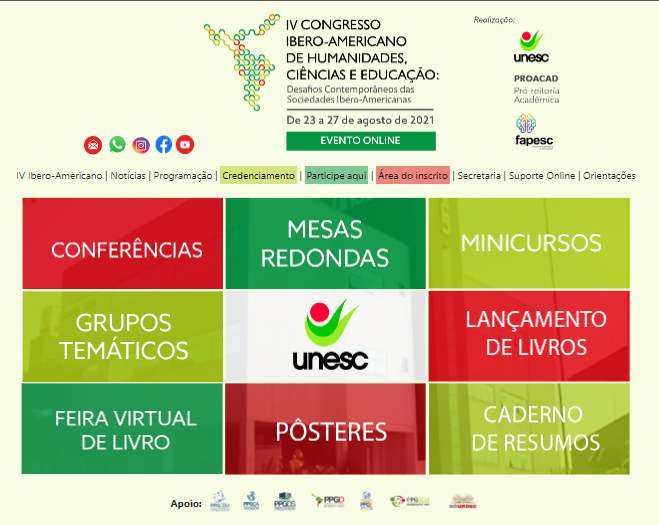 IV CONGRESSO
IBERO-AMERICANO
DE HUMANIDADES,
CIÊNCIAS E EDUCAÇÃO:
Desafios Contemporâneos das
Sociedades Ibero-Americanas
De 23 a 27 de agosto de 2021
EVENTO ONLINE
Realização:
unesc
PROACAD
Pró-reitoria
Acadêmica
fapesc
IV Ibero-Americano | Notícias | Programação | Credenciamento | Participe aqui | Área do inscrito | Secretaria | Suporte Online | Orientações
CONFERÊNCIAS
MESAS
REDONDAS
MINICURSOS
GRUPOS
TEMÁTICOS
unesc
LANÇAMENTO
DE LIVROS
FEIRA VIRTUAL
DE LIVRO
PÔSTERES
CADERNO
DE RESUMOS
Apoio: PPGCEM PPGCA PPGDS PPGD ediunesc